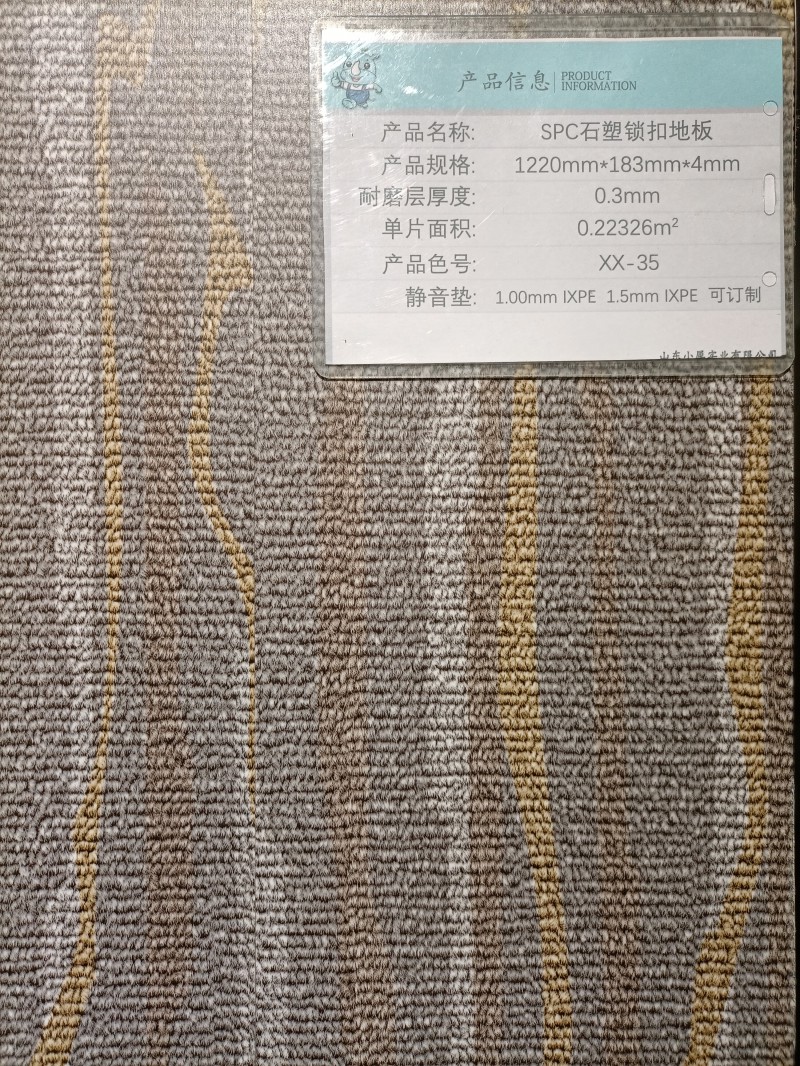 产品信息 PRODUCT INFORMATION
产品名称: SPC石塑锁扣地板
产品规格: 1220mm*183mm*4mm
耐磨层厚度: 0.3mm
单片面积: 0.22326m²
产品色号: XX-35
静音垫: 1.00mm IXPE 1.5mm IXPE 可订制